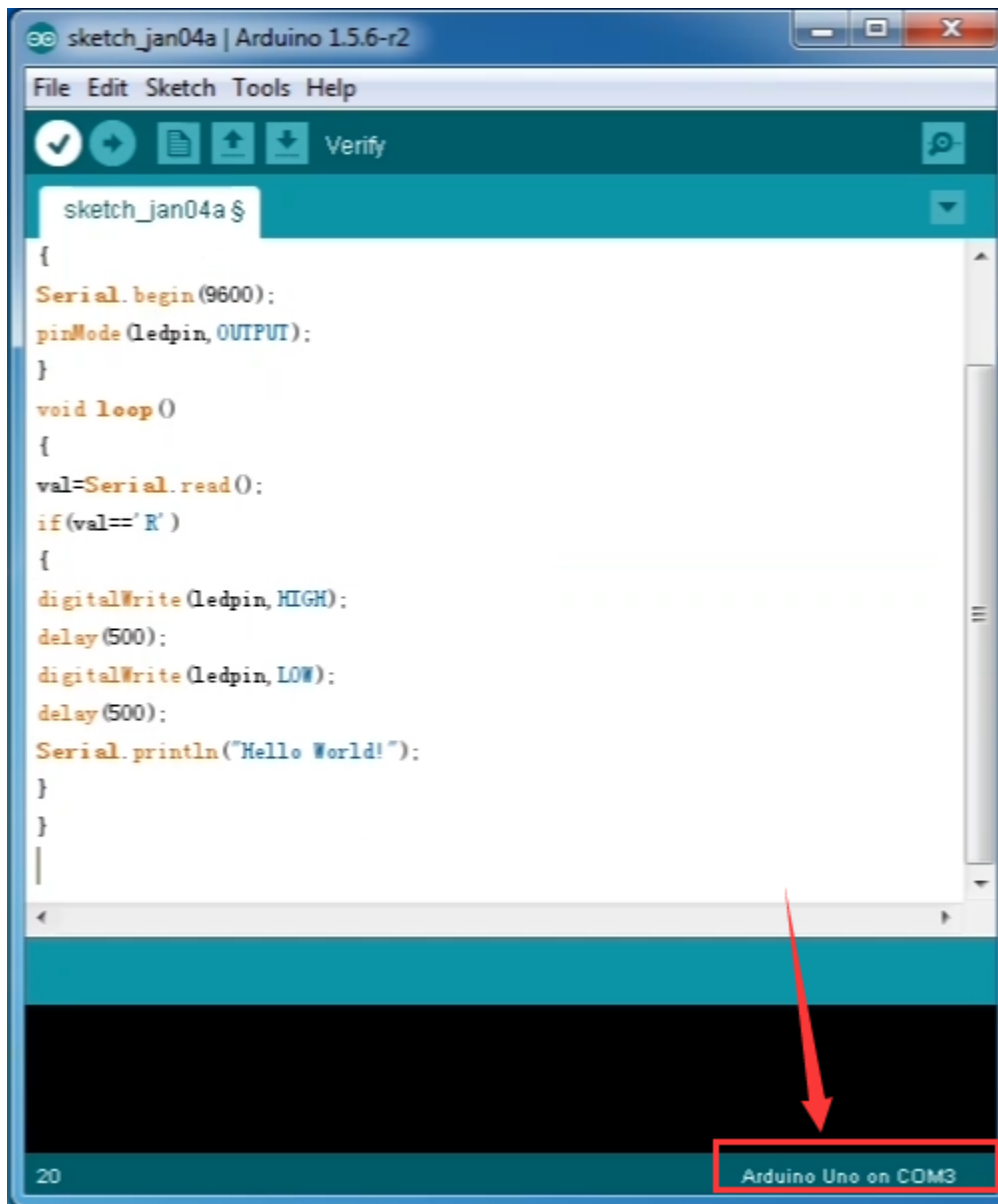 sketch_jan04a | Arduino 1.5.6-r2
File Edit Sketch Tools Help
Verify
sketch_jan04a §
{
Serial.begin(9600);
pinMode(ledpin,OUTPUT);
}
void loop()
{
val=Serial.read();
if(val=='R')
{
digitalWrite(ledpin,HIGH);
delay(500);
digitalWrite(ledpin,LOW);
delay(500);
Serial.println("Hello World!");
}
}
20
Arduino Uno on COM3